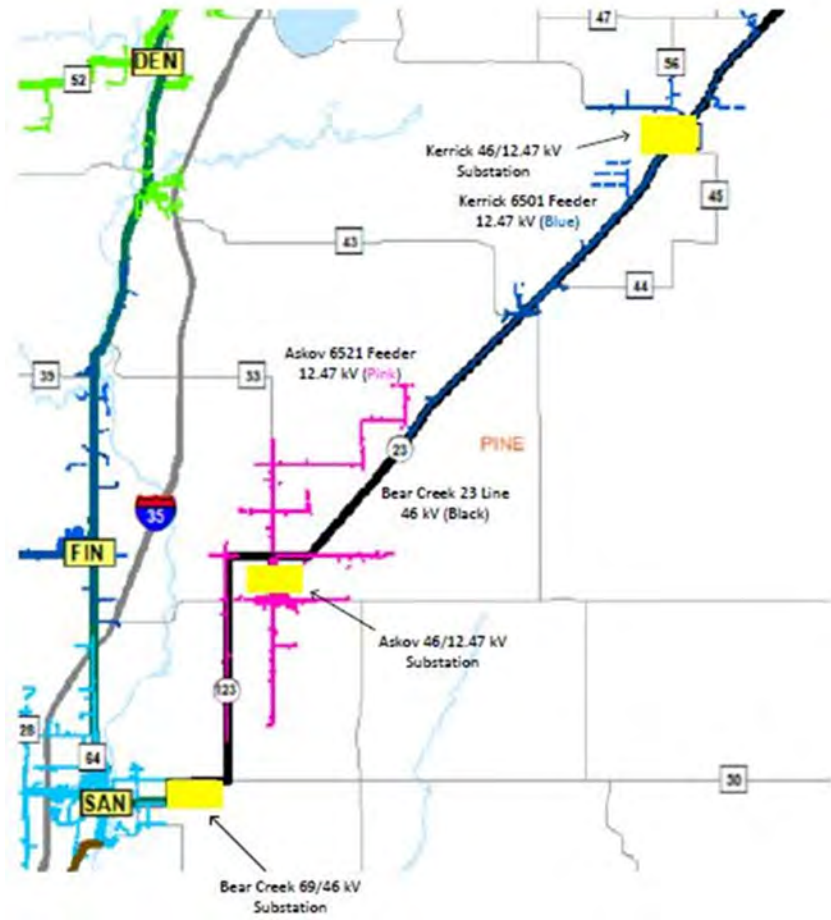 47
DEN
52
56
Kerrick 46/12.47 kV
Substation
45
Kerrick 6501 Feeder
12.47 kV (Blue)
43
44
Askov 6521 Feeder
12.47 kV (Pink)
39
33
23
PINE
Bear Creek 23 Line
46 kV (Black)
35
FIN
Askov 46/12.47 kV
Substation
123
28
64
30
SAN
Bear Creek 69/46 kV
Substation